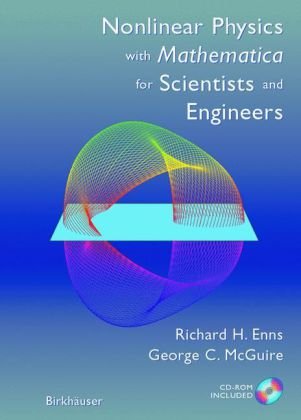 Nonlinear Physics
with Mathematica
for Scientists and
Engineers
Richard H. Enns
George C. McGuire
CD-ROM
INCLUDED
Birkhäuser